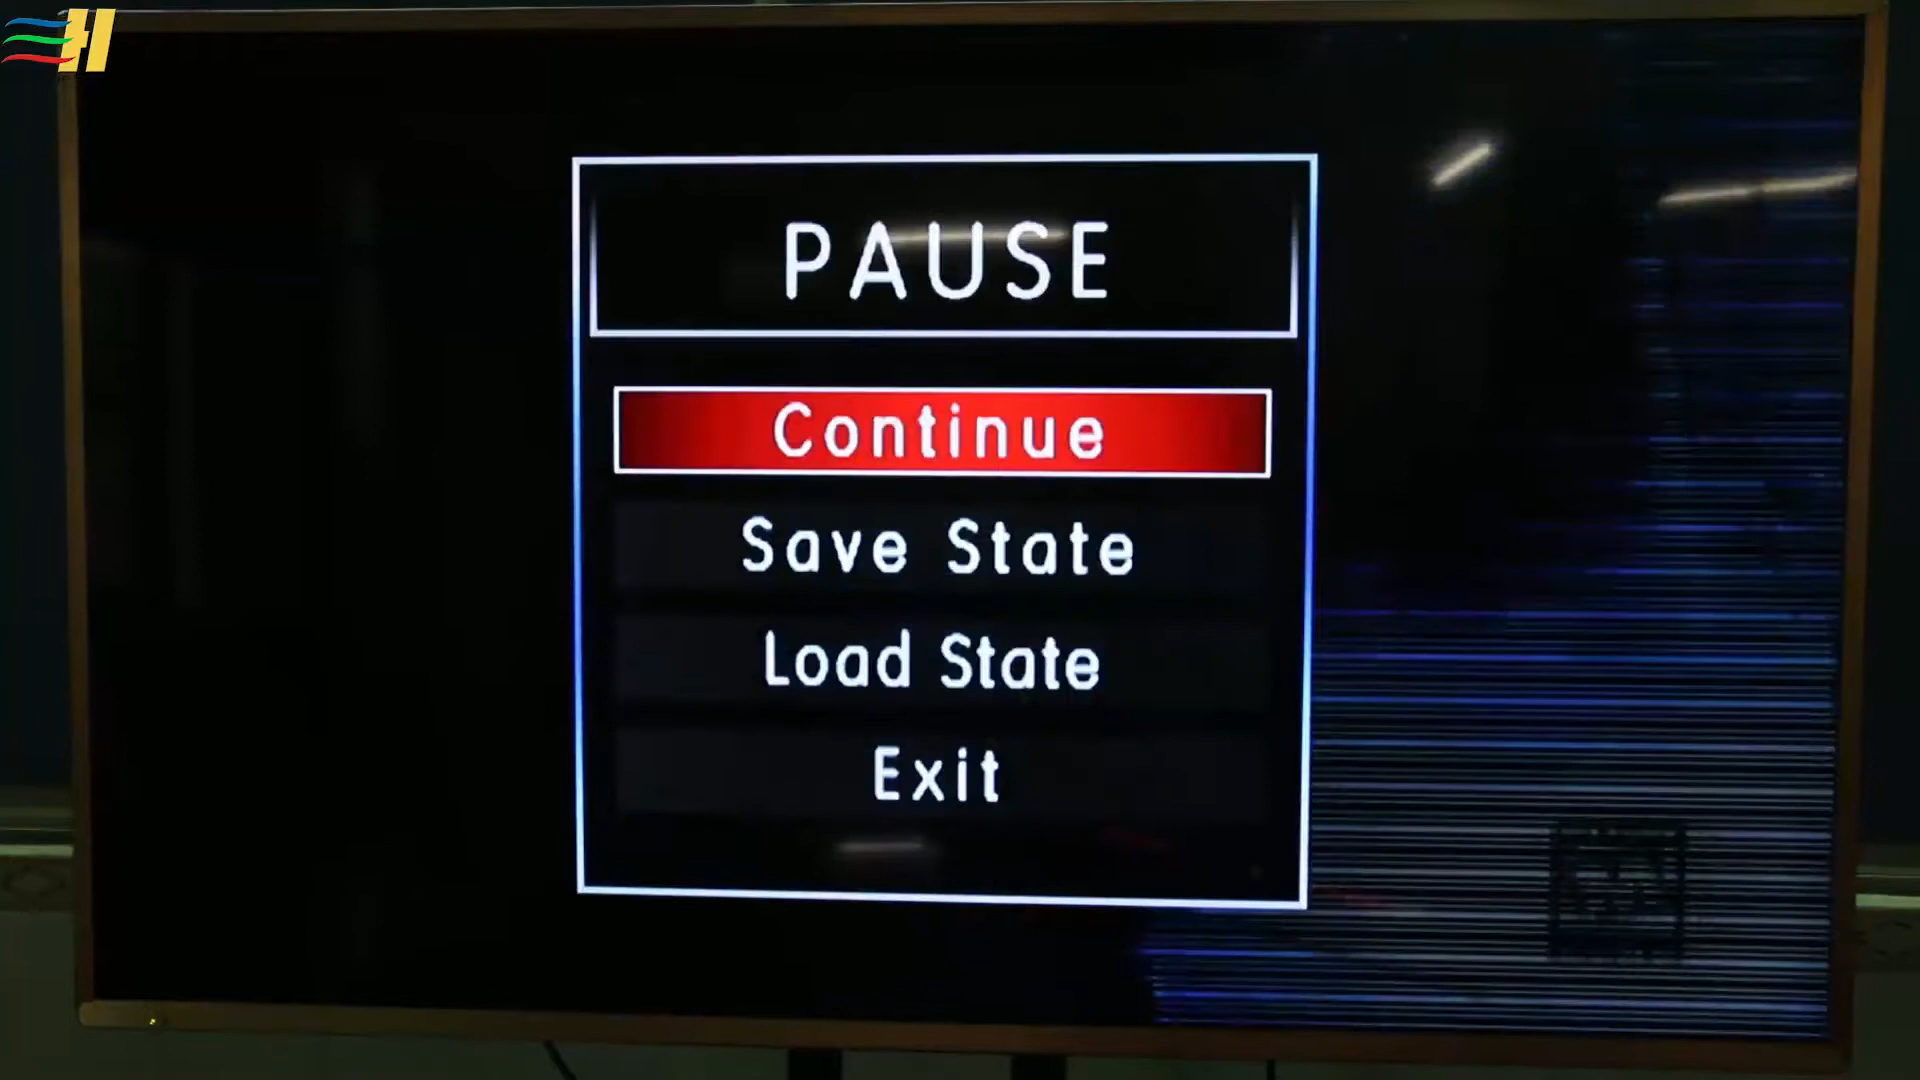 H
PAUSE
Continue
Save State
Load State
Exit